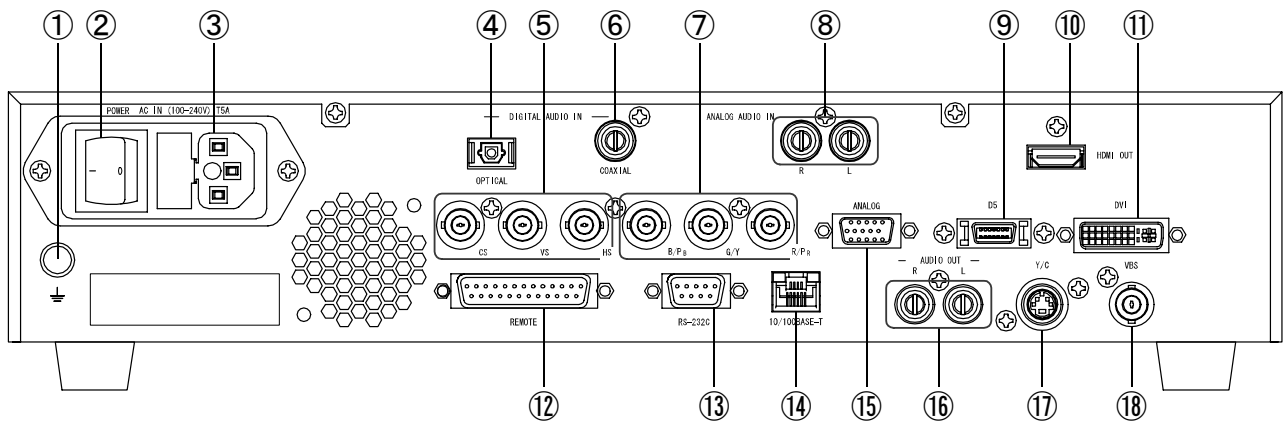 ① ② ③ ④ ⑤ ⑥ ⑦ ⑧ ⑨ ⑩ ⑪
POWER AC IN (100-240V) T5A
DIGITAL AUDIO IN
ANALOG AUDIO IN
HDMI OUT
OPTICAL
COAXIAL
R L
— O
ANALOG
D5
DVI
CS VS HS
B/PB G/Y R/PR
AUDIO OUT
R L
Y/C
VBS
REMOTE
RS-232C
10/100BASE-T
⑫ ⑬ ⑭ ⑮ ⑯ ⑰ ⑱